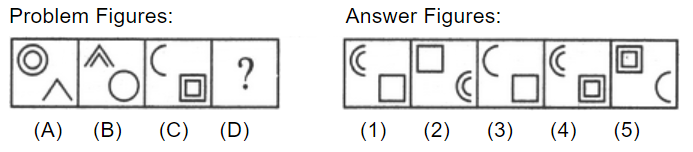 Problem Figures: Answer Figures:
?
(A) (B) (C) (D) (1) (2) (3) (4) (5)